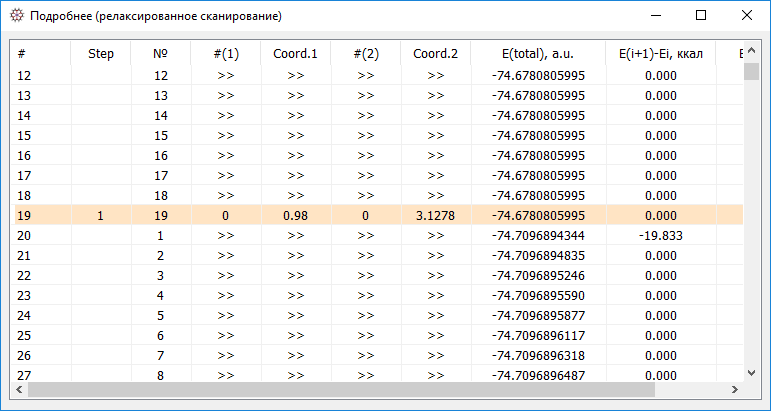 Подробнее (релаксированное сканирование)
# Step № #(1) Coord.1 #(2) Coord.2 E(total), a.u. E(i+1)-Ei, ккал
12 12 >> >> >> >> -74.6780805995 0.000
13 13 >> >> >> >> -74.6780805995 0.000
14 14 >> >> >> >> -74.6780805995 0.000
15 15 >> >> >> >> -74.6780805995 0.000
16 16 >> >> >> >> -74.6780805995 0.000
17 17 >> >> >> >> -74.6780805995 0.000
18 18 >> >> >> >> -74.6780805995 0.000
19 1 19 0 0.98 0 3.1278 -74.6780805995 0.000
20 1 >> >> >> >> -74.7096894344 -19.833
21 2 >> >> >> >> -74.7096894835 0.000
22 3 >> >> >> >> -74.7096895246 0.000
23 4 >> >> >> >> -74.7096895590 0.000
24 5 >> >> >> >> -74.7096895877 0.000
25 6 >> >> >> >> -74.7096896117 0.000
26 7 >> >> >> >> -74.7096896318 0.000
27 8 >> >> >> >> -74.7096896487 0.000